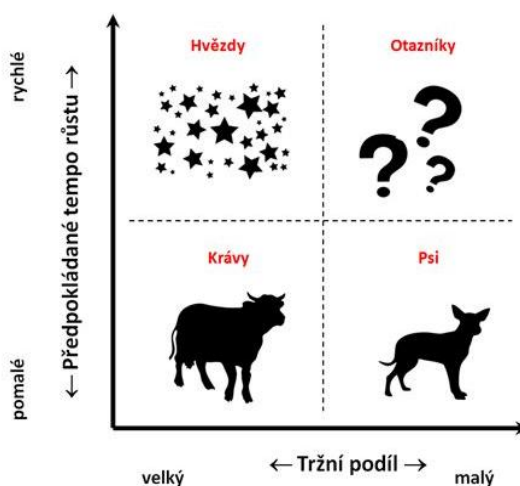 Hvězdy
Otazníky
rychlé
← Předpokládané tempo růstu →
Krávy
Psi
pomalé
velký
← Tržní podíl →
malý